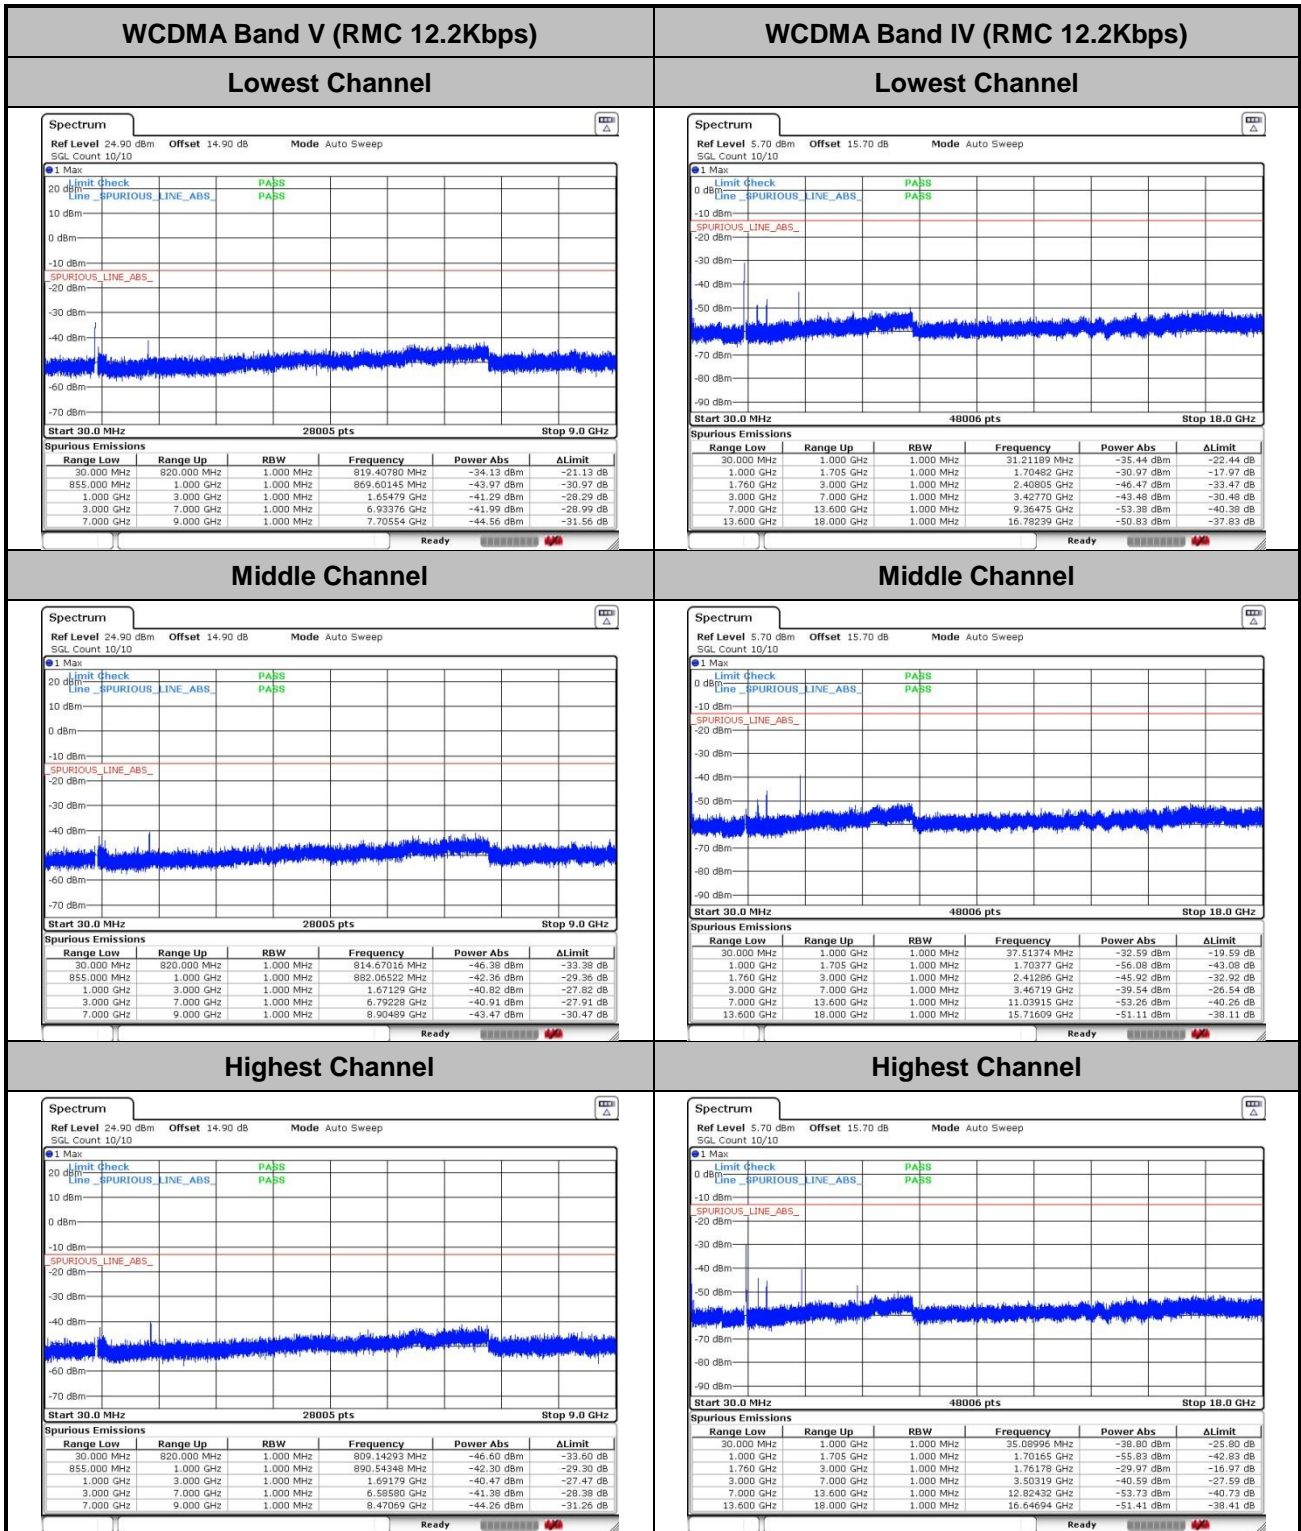 WCDMA Band V (RMC 12.2Kbps) WCDMA Band IV (RMC 12.2Kbps)
Lowest Channel Lowest Channel
Spectrum
Ref Level 24.90 dBm Offset 14.90 dB Mode Auto Sweep
SGL Count 10/10
1 Max
Limit Check PASS
20 dBm
Line _SPURIOUS_LINE_ABS_ PASS
10 dBm
0 dBm
-10 dBm
_SPURIOUS_LINE_ABS_
-20 dBm
-30 dBm
-40 dBm
-60 dBm
-70 dBm
Start 30.0 MHz 28005 pts Stop 9.0 GHz
Spurious Emissions
Range Low Range Up RBW Frequency Power Abs ΔLimit
30.000 MHz 820.000 MHz 1.000 MHz 819.40780 MHz -34.13 dBm -21.13 dB
855.000 MHz 1.000 GHz 1.000 MHz 869.60145 MHz -43.97 dBm -30.97 dB
1.000 GHz 3.000 GHz 1.000 MHz 1.65479 GHz -41.29 dBm -28.29 dB
3.000 GHz 7.000 GHz 1.000 MHz 6.93376 GHz -41.99 dBm -28.99 dB
7.000 GHz 9.000 GHz 1.000 MHz 7.70554 GHz -44.56 dBm -31.56 dB
Ready
Spectrum
Ref Level 5.70 dBm Offset 15.70 dB Mode Auto Sweep
SGL Count 10/10
1 Max
Limit Check PASS
0 dBm
Line _SPURIOUS_LINE_ABS_ PASS
-10 dBm
_SPURIOUS_LINE_ABS_
-20 dBm
-30 dBm
-40 dBm
-50 dBm
-70 dBm
-80 dBm
-90 dBm
Start 30.0 MHz 48006 pts Stop 18.0 GHz
Spurious Emissions
Range Low Range Up RBW Frequency Power Abs ΔLimit
30.000 MHz 1.000 GHz 1.000 MHz 31.21189 MHz -35.44 dBm -22.44 dB
1.000 GHz 1.705 GHz 1.000 MHz 1.70482 GHz -30.97 dBm -17.97 dB
1.760 GHz 3.000 GHz 1.000 MHz 2.40805 GHz -46.47 dBm -33.47 dB
3.000 GHz 7.000 GHz 1.000 MHz 3.42770 GHz -43.48 dBm -30.48 dB
7.000 GHz 13.600 GHz 1.000 MHz 9.36475 GHz -53.38 dBm -40.38 dB
13.600 GHz 18.000 GHz 1.000 MHz 16.78239 GHz -50.83 dBm -37.83 dB
Ready
Middle Channel Middle Channel
Spectrum
Ref Level 24.90 dBm Offset 14.90 dB Mode Auto Sweep
SGL Count 10/10
1 Max
Limit Check PASS
20 dBm
Line _SPURIOUS_LINE_ABS_ PASS
10 dBm
0 dBm
-10 dBm
_SPURIOUS_LINE_ABS_
-20 dBm
-30 dBm
-40 dBm
-60 dBm
-70 dBm
Start 30.0 MHz 28005 pts Stop 9.0 GHz
Spurious Emissions
Range Low Range Up RBW Frequency Power Abs ΔLimit
30.000 MHz 820.000 MHz 1.000 MHz 814.67016 MHz -46.38 dBm -33.38 dB
855.000 MHz 1.000 GHz 1.000 MHz 882.06522 MHz -42.36 dBm -29.36 dB
1.000 GHz 3.000 GHz 1.000 MHz 1.67129 GHz -40.82 dBm -27.82 dB
3.000 GHz 7.000 GHz 1.000 MHz 6.79228 GHz -40.91 dBm -27.91 dB
7.000 GHz 9.000 GHz 1.000 MHz 8.90489 GHz -43.47 dBm -30.47 dB
Ready
Spectrum
Ref Level 5.70 dBm Offset 15.70 dB Mode Auto Sweep
SGL Count 10/10
1 Max
Limit Check PASS
0 dBm
Line _SPURIOUS_LINE_ABS_ PASS
-10 dBm
_SPURIOUS_LINE_ABS_
-20 dBm
-30 dBm
-40 dBm
-50 dBm
-70 dBm
-80 dBm
-90 dBm
Start 30.0 MHz 48006 pts Stop 18.0 GHz
Spurious Emissions
Range Low Range Up RBW Frequency Power Abs ΔLimit
30.000 MHz 1.000 GHz 1.000 MHz 37.51374 MHz -32.59 dBm -19.59 dB
1.000 GHz 1.705 GHz 1.000 MHz 1.70377 GHz -56.08 dBm -43.08 dB
1.760 GHz 3.000 GHz 1.000 MHz 2.41286 GHz -45.92 dBm -32.92 dB
3.000 GHz 7.000 GHz 1.000 MHz 3.46719 GHz -39.54 dBm -26.54 dB
7.000 GHz 13.600 GHz 1.000 MHz 11.03915 GHz -53.26 dBm -40.26 dB
13.600 GHz 18.000 GHz 1.000 MHz 15.71609 GHz -51.11 dBm -38.11 dB
Ready
Highest Channel Highest Channel
Spectrum
Ref Level 24.90 dBm Offset 14.90 dB Mode Auto Sweep
SGL Count 10/10
1 Max
Limit Check PASS
20 dBm
Line _SPURIOUS_LINE_ABS_ PASS
10 dBm
0 dBm
-10 dBm
_SPURIOUS_LINE_ABS_
-20 dBm
-30 dBm
-40 dBm
-60 dBm
-70 dBm
Start 30.0 MHz 28005 pts Stop 9.0 GHz
Spurious Emissions
Range Low Range Up RBW Frequency Power Abs ΔLimit
30.000 MHz 820.000 MHz 1.000 MHz 809.14293 MHz -46.60 dBm -33.60 dB
855.000 MHz 1.000 GHz 1.000 MHz 890.54348 MHz -42.30 dBm -29.30 dB
1.000 GHz 3.000 GHz 1.000 MHz 1.69179 GHz -40.47 dBm -27.47 dB
3.000 GHz 7.000 GHz 1.000 MHz 6.58580 GHz -41.38 dBm -28.38 dB
7.000 GHz 9.000 GHz 1.000 MHz 8.47069 GHz -44.26 dBm -31.26 dB
Ready
Spectrum
Ref Level 5.70 dBm Offset 15.70 dB Mode Auto Sweep
SGL Count 10/10
1 Max
Limit Check PASS
0 dBm
Line _SPURIOUS_LINE_ABS_ PASS
-10 dBm
_SPURIOUS_LINE_ABS_
-20 dBm
-30 dBm
-40 dBm
-50 dBm
-70 dBm
-80 dBm
-90 dBm
Start 30.0 MHz 48006 pts Stop 18.0 GHz
Spurious Emissions
Range Low Range Up RBW Frequency Power Abs ΔLimit
30.000 MHz 1.000 GHz 1.000 MHz 35.08996 MHz -38.80 dBm -25.80 dB
1.000 GHz 1.705 GHz 1.000 MHz 1.70165 GHz -55.83 dBm -42.83 dB
1.760 GHz 3.000 GHz 1.000 MHz 1.76178 GHz -29.97 dBm -16.97 dB
3.000 GHz 7.000 GHz 1.000 MHz 3.50319 GHz -40.59 dBm -27.59 dB
7.000 GHz 13.600 GHz 1.000 MHz 12.82432 GHz -53.73 dBm -40.73 dB
13.600 GHz 18.000 GHz 1.000 MHz 16.64694 GHz -51.41 dBm -38.41 dB
Ready